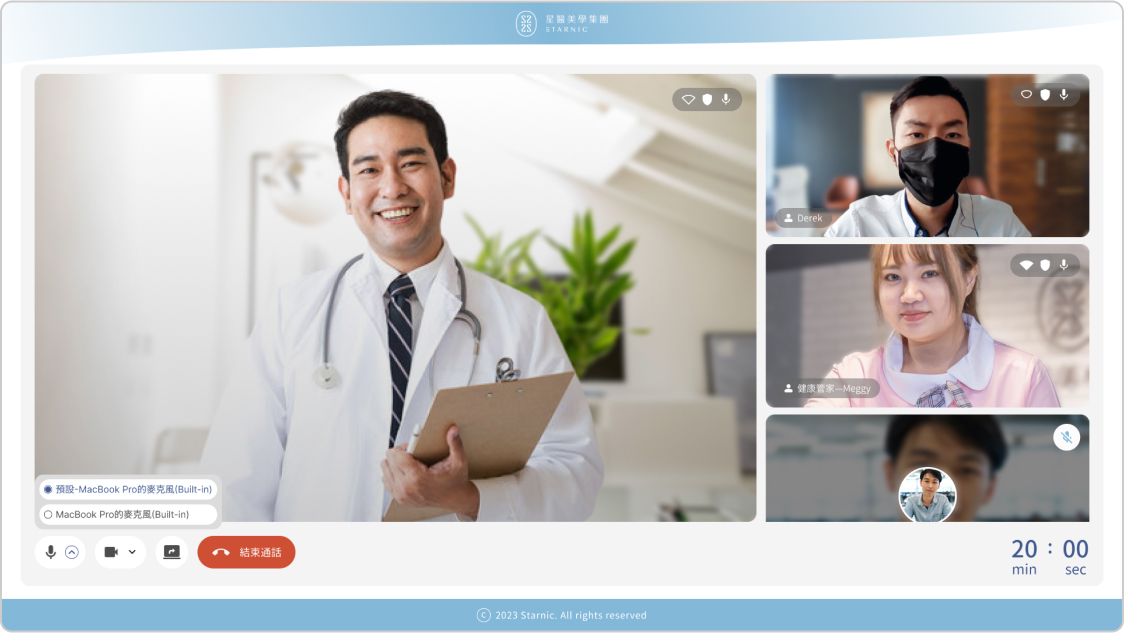 星醫美學集團
STARNIC
Derek
健康管家—Meggy
預設-MacBook Pro的麥克風(Built-in)
MacBook Pro的麥克風(Built-in)
結束通話
20 : 00
min sec
© 2023 Starnic. All rights reserved